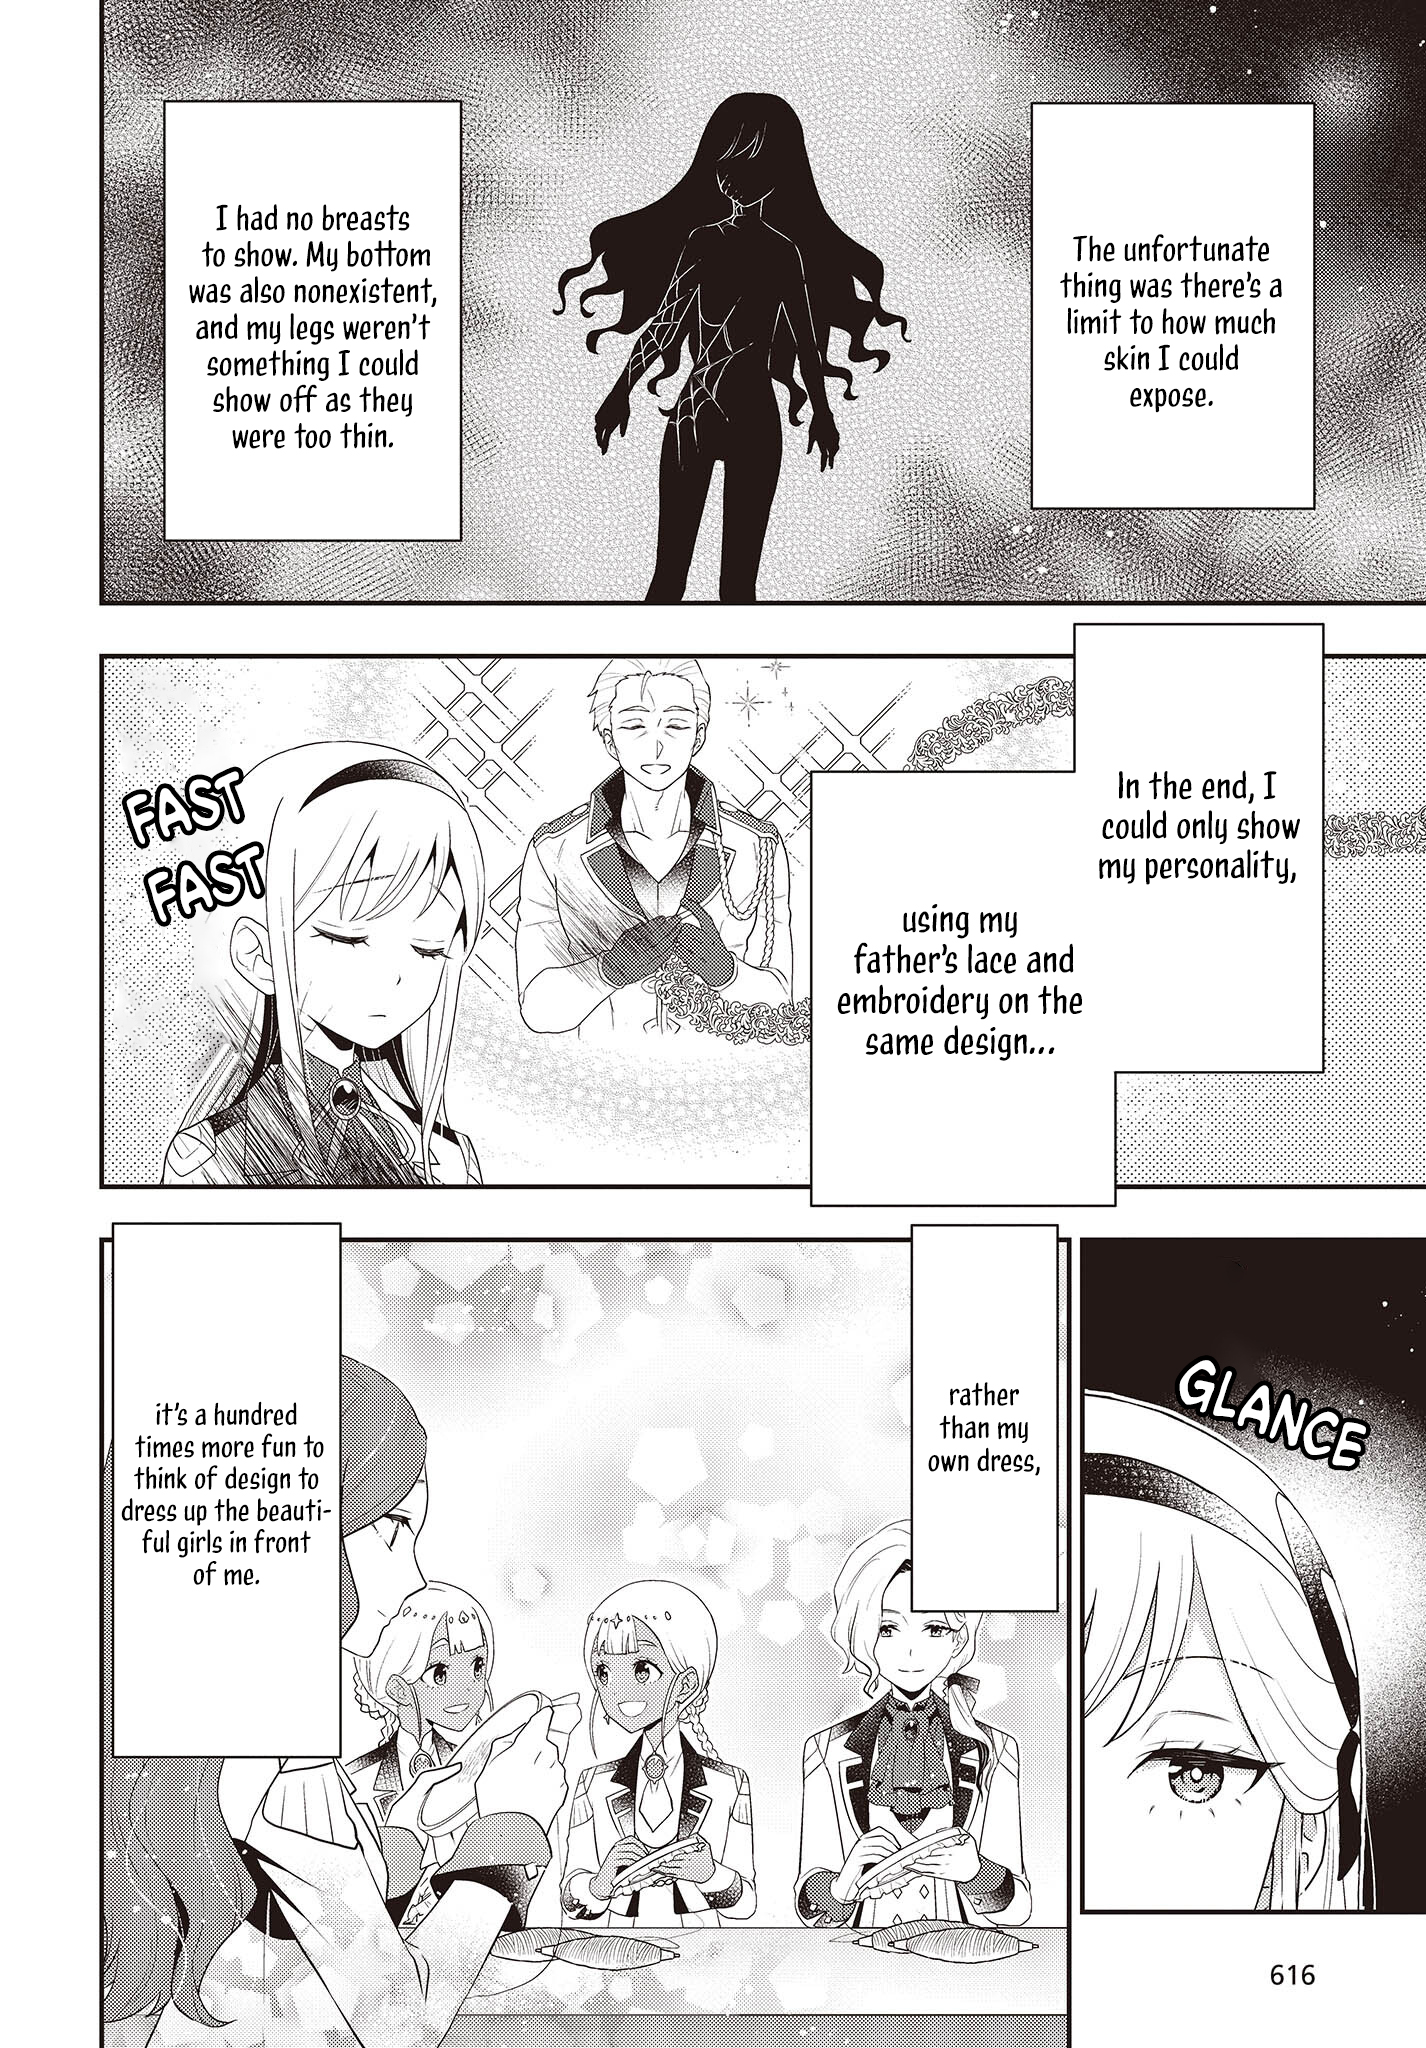 The unfortunate
thing was there's a
limit to how much
skin I could
expose.
I had no breasts
to show. My bottom
was also nonexistent,
and my legs weren't
something I could
show off as they
were too thin.
In the end, I
could only show
my personality,
using my
father's lace and
embroidery on the
same design...
FAST
FAST
GLANCE
rather
than my
own dress,
it's a hundred
times more fun to
think of design to
dress up the beauti-
ful girls in front
of me.
616